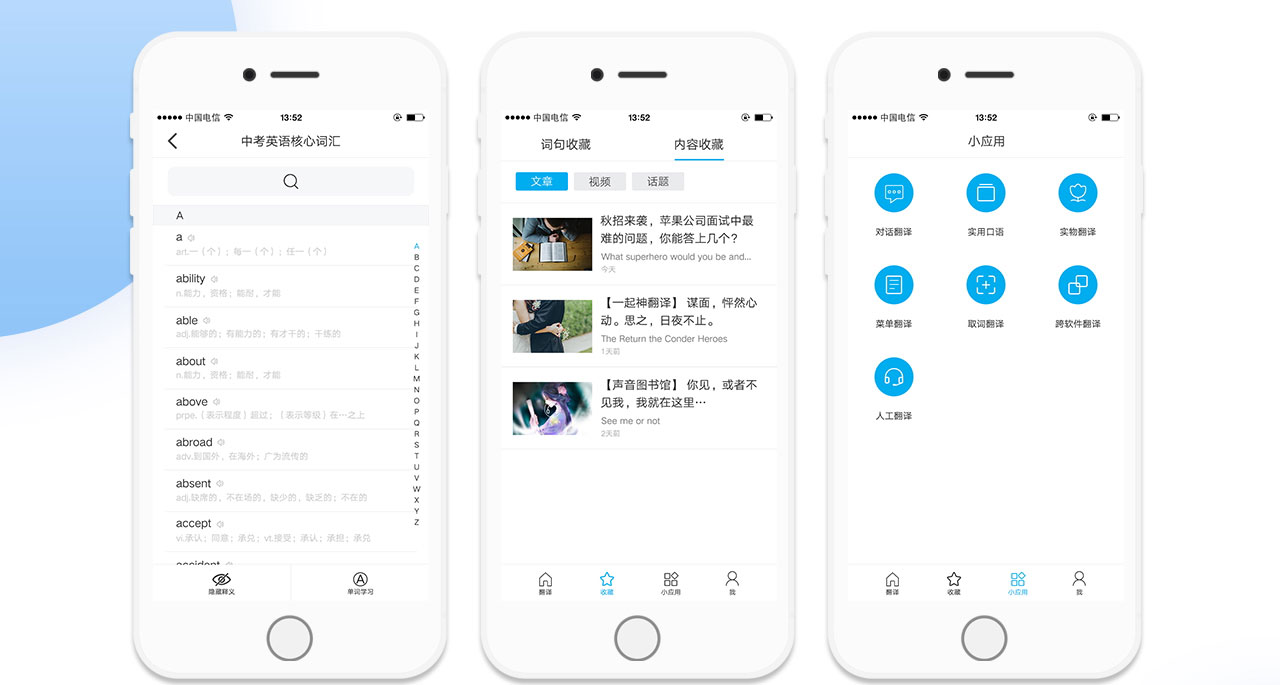 中国电信
13:52
中考英语核心词汇
A
a
art.一（个）；每一（个）；任一（个）
ability
n.能力，资格；能耐，才能
able
adj.能够的；有能力的；有才干的；干练的
about
n.能力，资格；能耐，才能
above
prpe.（表示程度）超过；（表示等级）在…之上
abroad
adv.到国外，在海外；广为流传的
absent
adj.缺席的，不在场的，缺少的，缺乏的；不在的
accept
vi.承认；同意；承兑；vt.接受；承认；承担；承兑
accident
A
B
C
D
E
F
G
H
I
J
K
L
M
N
O
P
Q
R
S
T
U
V
W
X
Y
Z
隐藏释义
单词学习
中国电信
13:52
词句收藏
内容收藏
文章
视频
话题
秋招来袭，苹果公司面试中最
难的问题，你能答上几个？
What superhero would you be and...
今天
【一起神翻译】 谋面，怦然心
动。思之，日夜不止。
The Return the Conder Heroes
1天前
【声音图书馆】 你见，或者不
见我，我就在这里…
See me or not
2天前
翻译
收藏
小应用
我
中国电信
13:52
小应用
对话翻译
实用口语
实物翻译
菜单翻译
取词翻译
跨软件翻译
人工翻译
翻译
收藏
小应用
我